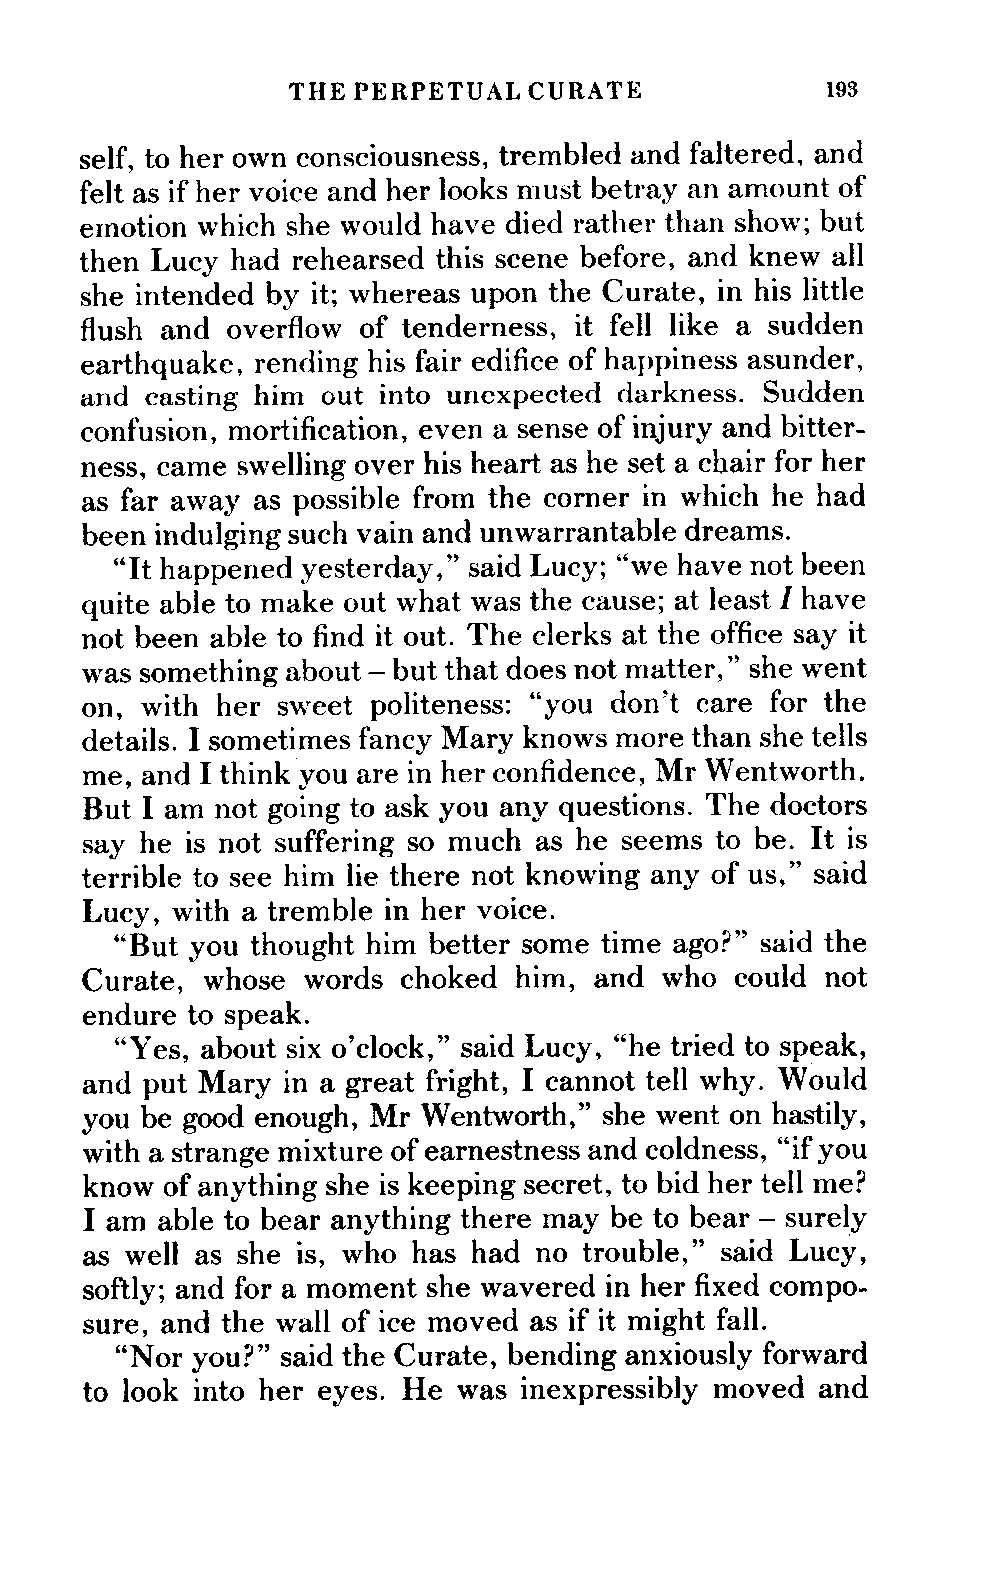 THE PERPETUAL CURATE 193
self, to her own consciousness, trembled and faltered, and
felt as if her voice and her looks must betray an amount of
emotion which she would have died rather than show; but
then Lucy had rehearsed this scene before, and knew all
she intended by it; whereas upon the Curate, in his little
flush and overflow of tenderness, it fell like a sudden
earthquake, rending his fair edifice of happiness asunder,
and casting him out into unexpected darkness. Sudden
confusion, mortification, even a sense of injury and bitter-
ness, came swelling over his heart as he set a chair for her
as far away as possible from the corner in which he had
been indulging such vain and unwarrantable dreams.
“It happened yesterday,” said Lucy; “we have not been
quite able to make out what was the cause; at least I have
not been able to find it out. The clerks at the office say it
was something about – but that does not matter,” she went
on, with her sweet politeness: “you don’t care for the
details. I sometimes fancy Mary knows more than she tells
me, and I think you are in her confidence, Mr Wentworth.
But I am not going to ask you any questions. The doctors
say he is not suffering so much as he seems to be. It is
terrible to see him lie there not knowing any of us,” said
Lucy, with a tremble in her voice.
“But you thought him better some time ago?” said the
Curate, whose words choked him, and who could not
endure to speak.
“Yes, about six o’clock,” said Lucy, “he tried to speak,
and put Mary in a great fright, I cannot tell why. Would
you be good enough, Mr Wentworth,” she went on hastily,
with a strange mixture of earnestness and coldness, “if you
know of anything she is keeping secret, to bid her tell me?
I am able to bear anything there may be to bear – surely
as well as she is, who has had no trouble,” said Lucy,
softly; and for a moment she wavered in her fixed compo-
sure, and the wall of ice moved as if it might fall.
“Nor you?” said the Curate, bending anxiously forward
to look into her eyes. He was inexpressibly moved and